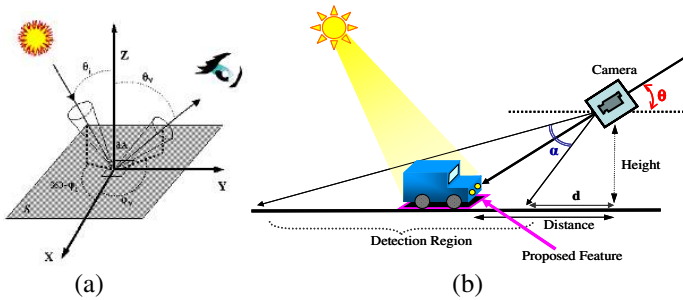 Z
θi
θv
dA
Y
360-φi
φv
S
X
(a)
Camera
θ
α
Height
d
Distance
Detection Region
Proposed Feature
(b)